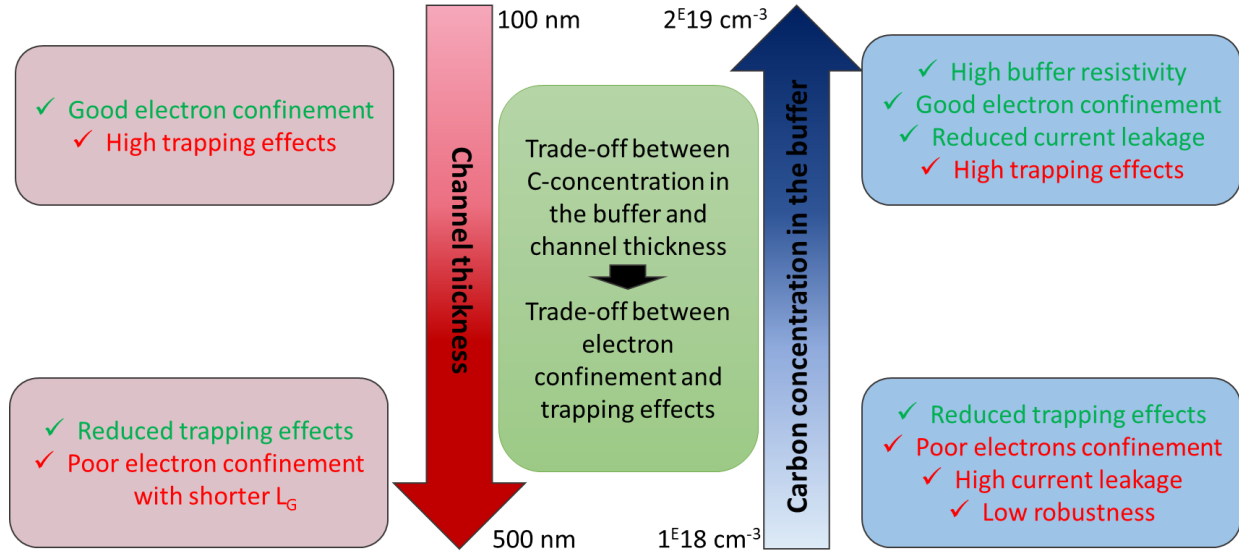 100 nm
2ᴱ19 cm⁻³
✓ Good electron confinement
✓ High trapping effects
✓ High buffer resistivity
✓ Good electron confinement
✓ Reduced current leakage
✓ High trapping effects
Channel thickness
Trade-off between
C-concentration in
the buffer and
channel thickness
Trade-off between
electron
confinement and
trapping effects
Carbon concentration in the buffer
✓ Reduced trapping effects
✓ Poor electron confinement
with shorter L_G
✓ Reduced trapping effects
✓ Poor electrons confinement
✓ High current leakage
✓ Low robustness
500 nm
1ᴱ18 cm⁻³